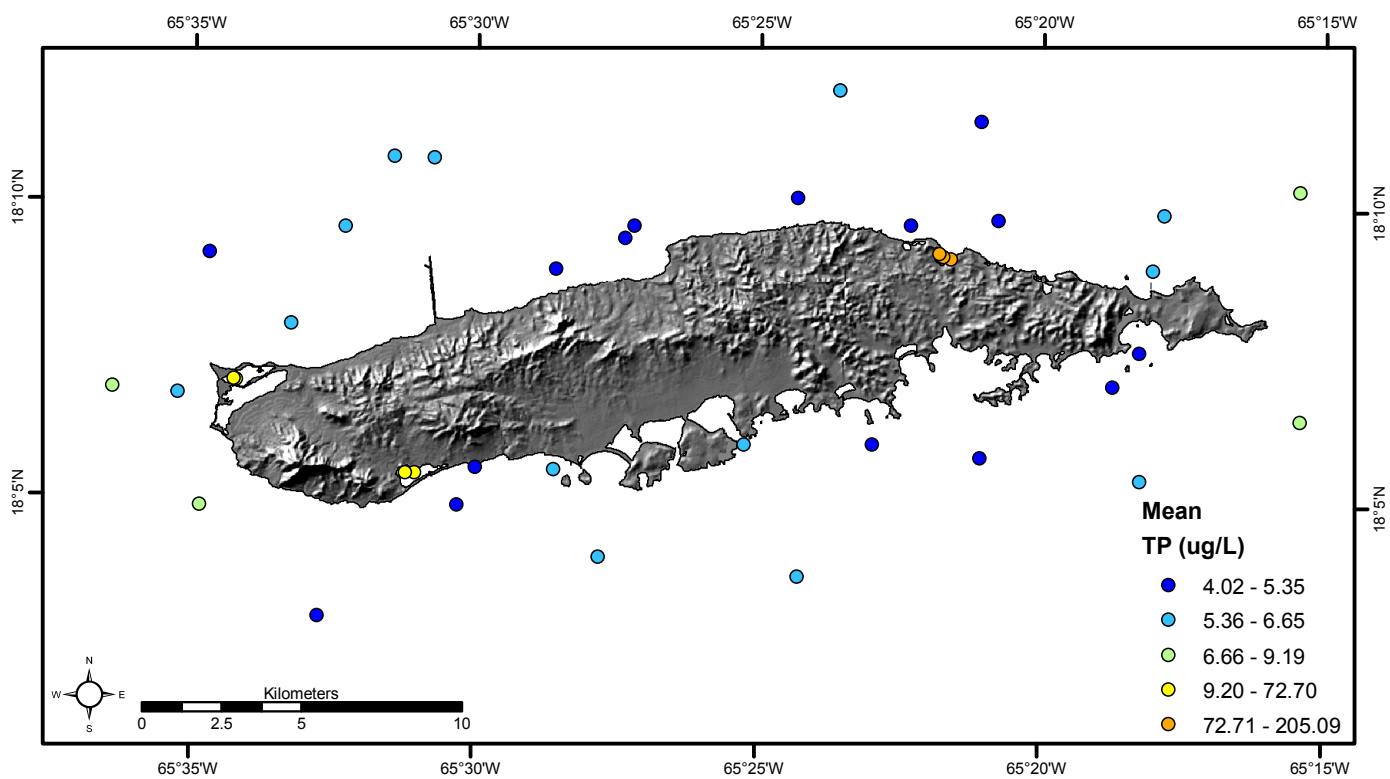 65°35'W 65°30'W 65°25'W 65°20'W 65°15'W
18°10'N
18°10'N
18°5'N
18°5'N
Mean
TP (ug/L)
4.02 - 5.35
5.36 - 6.65
6.66 - 9.19
9.20 - 72.70
72.71 - 205.09
N
W E
S
Kilometers
0 2.5 5 10
65°35'W 65°30'W 65°25'W 65°20'W 65°15'W